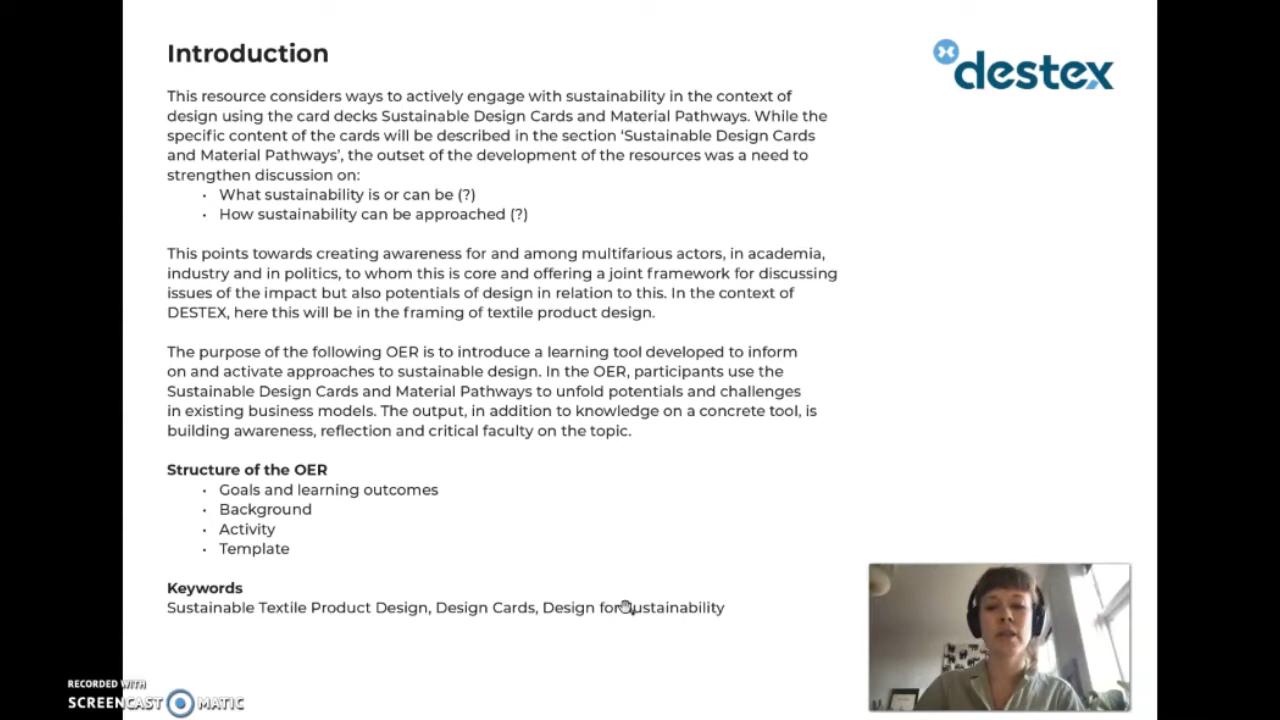 Introduction
destex
This resource considers ways to actively engage with sustainability in the context of
design using the card decks Sustainable Design Cards and Material Pathways. While the
specific content of the cards will be described in the section ‘Sustainable Design Cards
and Material Pathways’, the outset of the development of the resources was a need to
strengthen discussion on:
• What sustainability is or can be (?)
• How sustainability can be approached (?)
This points towards creating awareness for and among multifarious actors, in academia,
industry and in politics, to whom this is core and offering a joint framework for discussing
issues of the impact but also potentials of design in relation to this. In the context of
DESTEX, here this will be in the framing of textile product design.
The purpose of the following OER is to introduce a learning tool developed to inform
on and activate approaches to sustainable design. In the OER, participants use the
Sustainable Design Cards and Material Pathways to unfold potentials and challenges
in existing business models. The output, in addition to knowledge on a concrete tool, is
building awareness, reflection and critical faculty on the topic.
Structure of the OER
• Goals and learning outcomes
• Background
• Activity
• Template
Keywords
Sustainable Textile Product Design, Design Cards, Design for Sustainability
RECORDED WITH
SCREENCAST MATIC